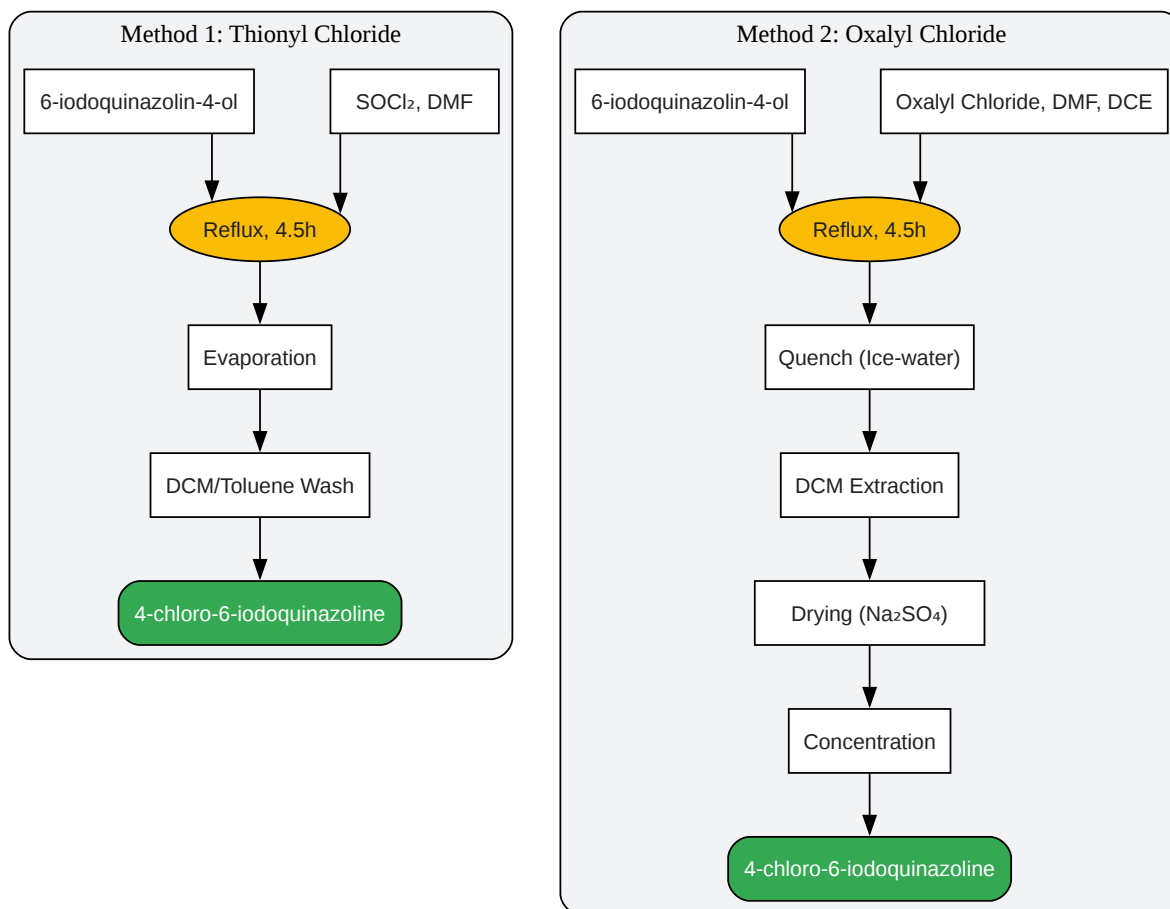 Method 1: Thionyl Chloride
6-iodoquinazolin-4-ol
SOCl₂, DMF
Reflux, 4.5h
Evaporation
DCM/Toluene Wash
4-chloro-6-iodoquinazoline
Method 2: Oxalyl Chloride
6-iodoquinazolin-4-ol
Oxalyl Chloride, DMF, DCE
Reflux, 4.5h
Quench (Ice-water)
DCM Extraction
Drying (Na₂SO₄)
Concentration
4-chloro-6-iodoquinazoline